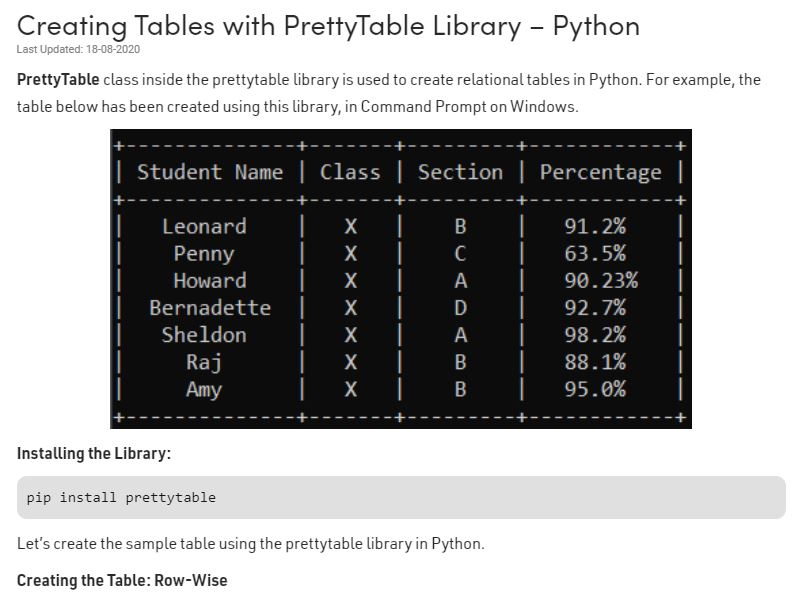 Creating Tables with PrettyTable Library – Python
Last Updated: 18-08-2020
PrettyTable class inside the prettytable library is used to create relational tables in Python. For example, the
table below has been created using this library, in Command Prompt on Windows.
+---------------+-------+---------+------------+
| Student Name | Class | Section | Percentage |
+---------------+-------+---------+------------+
| Leonard | X | B | 91.2% |
| Penny | X | C | 63.5% |
| Howard | X | A | 90.23% |
| Bernadette | X | D | 92.7% |
| Sheldon | X | A | 98.2% |
| Raj | X | B | 88.1% |
| Amy | X | B | 95.0% |
+---------------+-------+---------+------------+
Installing the Library:
pip install prettytable
Let’s create the sample table using the prettytable library in Python.
Creating the Table: Row-Wise